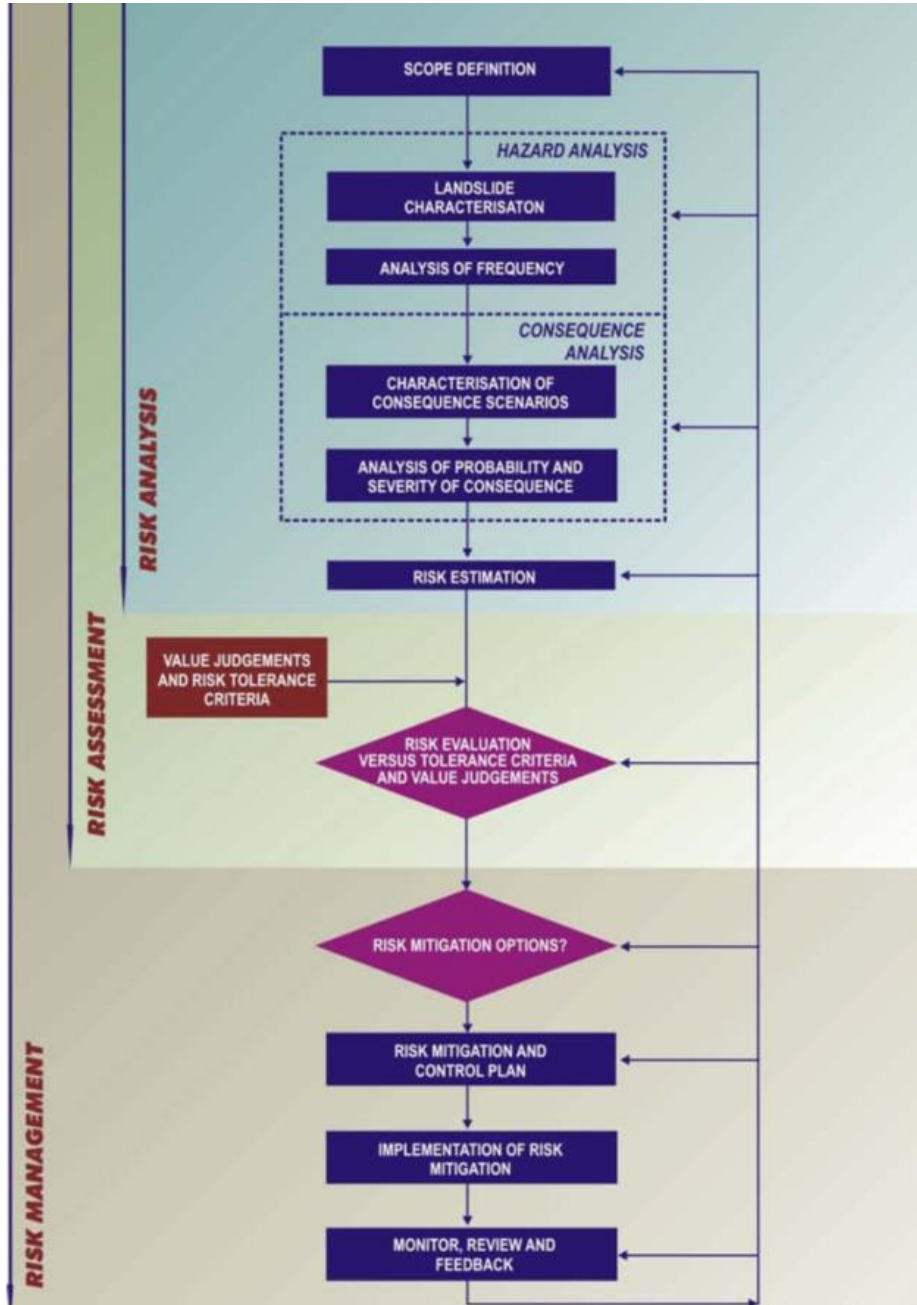 SCOPE DEFINITION
HAZARD ANALYSIS
LANDSLIDE
CHARACTERISATON
ANALYSIS OF FREQUENCY
CONSEQUENCE
ANALYSIS
CHARACTERISATION OF
CONSEQUENCE SCENARIOS
ANALYSIS OF PROBABILITY AND
SEVERITY OF CONSEQUENCE
RISK ESTIMATION
RISK ANALYSIS
VALUE JUDGEMENTS
AND RISK TOLERANCE
CRITERIA
RISK EVALUATION
VERSUS TOLERANCE CRITERIA
AND VALUE JUDGEMENTS
RISK ASSESSMENT
RISK MITIGATION OPTIONS?
RISK MITIGATION AND
CONTROL PLAN
IMPLEMENTATION OF RISK
MITIGATION
MONITOR, REVIEW AND
FEEDBACK
RISK MANAGEMENT